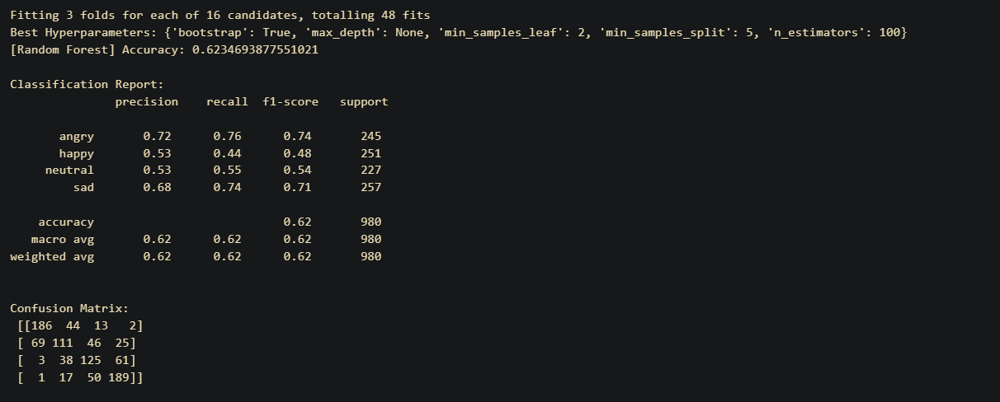 Fitting 3 folds for each of 16 candidates, totalling 48 fits
Best Hyperparameters: {'bootstrap': True, 'max_depth': None, 'min_samples_leaf': 2, 'min_samples_split': 5, 'n_estimators': 100}
[Random Forest] Accuracy: 0.6234693877551021
Classification Report:
precision recall f1-score support
angry 0.72 0.76 0.74 245
happy 0.53 0.44 0.48 251
neutral 0.53 0.55 0.54 227
sad 0.68 0.74 0.71 257
accuracy 0.62 980
macro avg 0.62 0.62 0.62 980
weighted avg 0.62 0.62 0.62 980
Confusion Matrix:
[[186 44 13 2]
[ 69 111 46 25]
[ 3 38 125 61]
[ 1 17 50 189]]